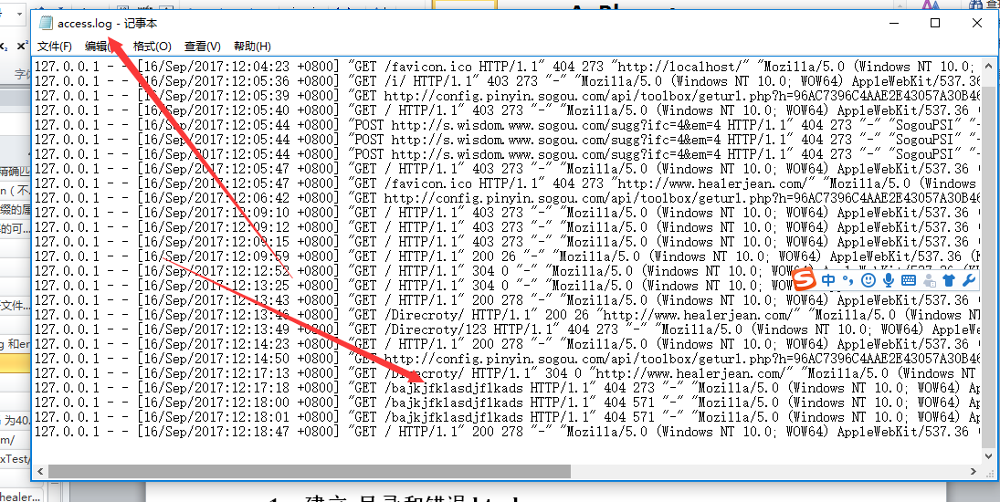 access.log - 记事本
文件(F) 编辑 格式(O) 查看(V) 帮助(H)
127.0.0.1 - - [16/Sep/2017:12:04:23 +0800] "GET /favicon.ico HTTP/1.1" 404 273 "http://localhost/" "Mozilla/5.0 (Windows NT 10.0;
127.0.0.1 - - [16/Sep/2017:12:05:36 +0800] "GET /i/ HTTP/1.1" 403 273 "-" "Mozilla/5.0 (Windows NT 10.0; WOW64) AppleWebKit/537.36
127.0.0.1 - - [16/Sep/2017:12:05:39 +0800] "GET http://config.pinyin.sogou.com/api/toolbox/geturl.php?h=96AC7396C4AAE2E43057A30B46
127.0.0.1 - - [16/Sep/2017:12:05:40 +0800] "GET / HTTP/1.1" 403 273 "-" "Mozilla/5.0 (Windows NT 10.0; WOW64) AppleWebKit/537.36
127.0.0.1 - - [16/Sep/2017:12:05:44 +0800] "POST http://s.wisdom.www.sogou.com/sugg?ifc=4&em=4 HTTP/1.1" 404 273 "-" "SogouPSI" "-
127.0.0.1 - - [16/Sep/2017:12:05:44 +0800] "POST http://s.wisdom.www.sogou.com/sugg?ifc=4&em=4 HTTP/1.1" 404 273 "-" "SogouPSI" "-
127.0.0.1 - - [16/Sep/2017:12:05:44 +0800] "POST http://s.wisdom.www.sogou.com/sugg?ifc=4&em=4 HTTP/1.1" 404 273 "-" "SogouPSI" "-
127.0.0.1 - - [16/Sep/2017:12:05:47 +0800] "GET / HTTP/1.1" 403 273 "-" "Mozilla/5.0 (Windows NT 10.0; WOW64) AppleWebKit/537.36
127.0.0.1 - - [16/Sep/2017:12:05:47 +0800] "GET /favicon.ico HTTP/1.1" 404 273 "http://www.healerjean.com/" "Mozilla/5.0 (Windows
127.0.0.1 - - [16/Sep/2017:12:06:42 +0800] "GET http://config.pinyin.sogou.com/api/toolbox/geturl.php?h=96AC7396C4AAE2E43057A30B46
127.0.0.1 - - [16/Sep/2017:12:09:10 +0800] "GET / HTTP/1.1" 403 273 "-" "Mozilla/5.0 (Windows NT 10.0; WOW64) AppleWebKit/537.36
127.0.0.1 - - [16/Sep/2017:12:09:12 +0800] "GET / HTTP/1.1" 403 273 "-" "Mozilla/5.0 (Windows NT 10.0; WOW64) AppleWebKit/537.36
127.0.0.1 - - [16/Sep/2017:12:09:15 +0800] "GET / HTTP/1.1" 403 273 "-" "Mozilla/5.0 (Windows NT 10.0; WOW64) AppleWebKit/537.36
127.0.0.1 - - [16/Sep/2017:12:09:59 +0800] "GET / HTTP/1.1" 200 26 "-" "Mozilla/5.0 (Windows NT 10.0; WOW64) AppleWebKit/537.36 (K
127.0.0.1 - - [16/Sep/2017:12:12:52 +0800] "GET / HTTP/1.1" 304 0 "-" "Mozilla/5.0 (Windows NT 10.0; WOW64) AppleWebKit/537.36
127.0.0.1 - - [16/Sep/2017:12:13:25 +0800] "GET / HTTP/1.1" 304 0 "-" "Mozilla/5.0 (Windows NT 10.0; 中
127.0.0.1 - - [16/Sep/2017:12:13:43 +0800] "GET / HTTP/1.1" 200 278 "-" "Mozilla/5.0 (Windows NT 10.0; WOW64) AppleWebKit/537.36
127.0.0.1 - - [16/Sep/2017:12:13:46 +0800] "GET /Direcroty/ HTTP/1.1" 200 26 "http://www.healerjean.com/" "Mozilla/5.0 (Windows NT
127.0.0.1 - - [16/Sep/2017:12:13:49 +0800] "GET /Direcroty/123 HTTP/1.1" 404 273 "-" "Mozilla/5.0 (Windows NT 10.0; WOW64) AppleWe
127.0.0.1 - - [16/Sep/2017:12:14:23 +0800] "GET / HTTP/1.1" 200 278 "-" "Mozilla/5.0 (Windows NT 10.0; WOW64) AppleWebKit/537.36
127.0.0.1 - - [16/Sep/2017:12:14:50 +0800] "GET http://config.pinyin.sogou.com/api/toolbox/geturl.php?h=96AC7396C4AAE2E43057A30B46
127.0.0.1 - - [16/Sep/2017:12:17:13 +0800] "GET /Direcroty/ HTTP/1.1" 304 0 "http://www.healerjean.com/" "Mozilla/5.0 (Windows NT
127.0.0.1 - - [16/Sep/2017:12:17:18 +0800] "GET /bajkjfklasdjflkads HTTP/1.1" 404 273 "-" "Mozilla/5.0 (Windows NT 10.0; WOW64) Ap
127.0.0.1 - - [16/Sep/2017:12:18:00 +0800] "GET /bajkjfklasdjflkads HTTP/1.1" 404 571 "-" "Mozilla/5.0 (Windows NT 10.0; WOW64) Ap
127.0.0.1 - - [16/Sep/2017:12:18:01 +0800] "GET /bajkjfklasdjflkads HTTP/1.1" 404 571 "-" "Mozilla/5.0 (Windows NT 10.0; WOW64) Ap
127.0.0.1 - - [16/Sep/2017:12:18:47 +0800] "GET / HTTP/1.1" 200 278 "-" "Mozilla/5.0 (Windows NT 10.0; WOW64) AppleWebKit/537.36
精确匹
缀的属
的可...
文件...
为40.
m/
xTest/
healer...